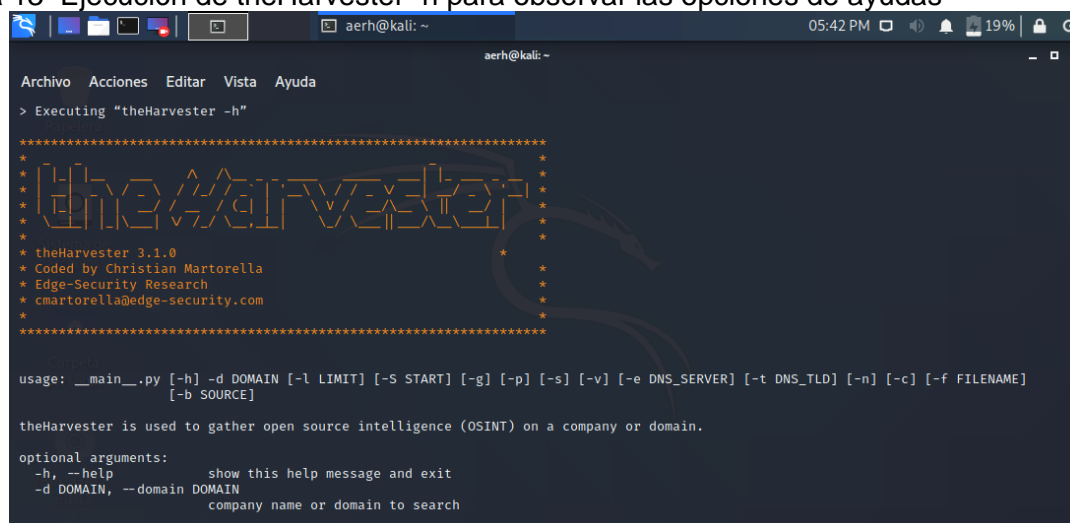 Ejecución de theHarvester -h para observar las opciones de ayudas
aerh@kali: ~
05:42 PM
19%
aerh@kali: ~
Archivo Acciones Editar Vista Ayuda
> Executing “theHarvester -h”
*******************************************************************
theHarvester
* theHarvester 3.1.0 *
* Coded by Christian Martorella *
* Edge-Security Research *
* cmartorella@edge-security.com *
* *
*******************************************************************
usage: __main__.py [-h] -d DOMAIN [-l LIMIT] [-S START] [-g] [-p] [-s] [-v] [-e DNS_SERVER] [-t DNS_TLD] [-n] [-c] [-f FILENAME]
[-b SOURCE]
theHarvester is used to gather open source intelligence (OSINT) on a company or domain.
optional arguments:
-h, --help show this help message and exit
-d DOMAIN, --domain DOMAIN
company name or domain to search